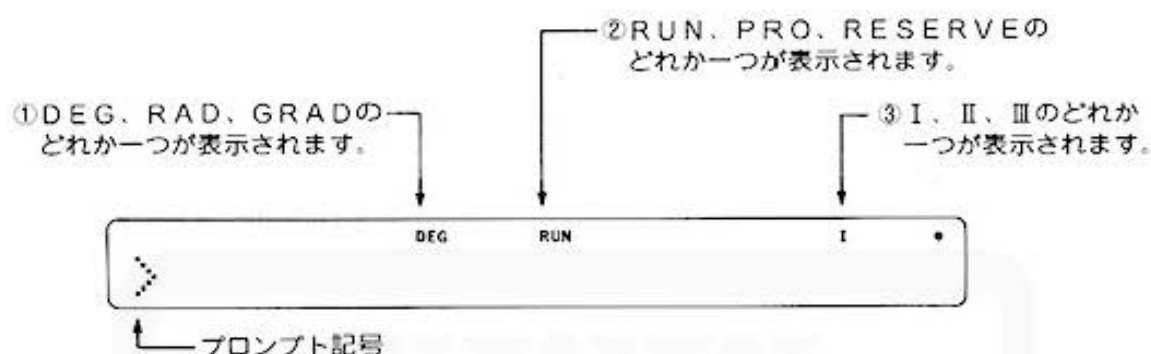 ②RUN、PRO、RESERVEの
どれか一つが表示されます。
①DEG、RAD、GRADの
どれか一つが表示されます。
③Ⅰ、Ⅱ、Ⅲのどれか
一つが表示されます。
DEG RUN I
プロンプト記号